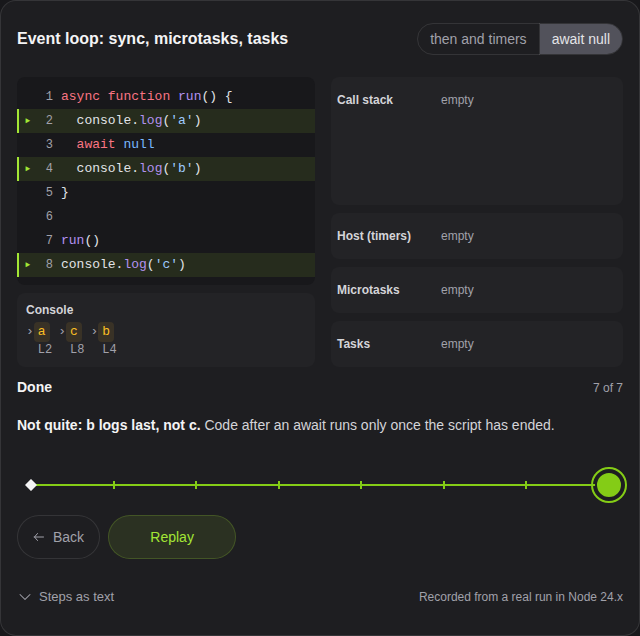 Event loop: sync, microtasks, tasks
then and timers
await null
1 async function run() {
2 console.log('a')
3 await null
4 console.log('b')
5 }
6
7 run()
8 console.log('c')
Console
› a › c › b
L2 L8 L4
Call stack empty
Host (timers) empty
Microtasks empty
Tasks empty
Done
7 of 7
Not quite: b logs last, not c. Code after an await runs only once the script has ended.
← Back
Replay
Steps as text
Recorded from a real run in Node 24.x